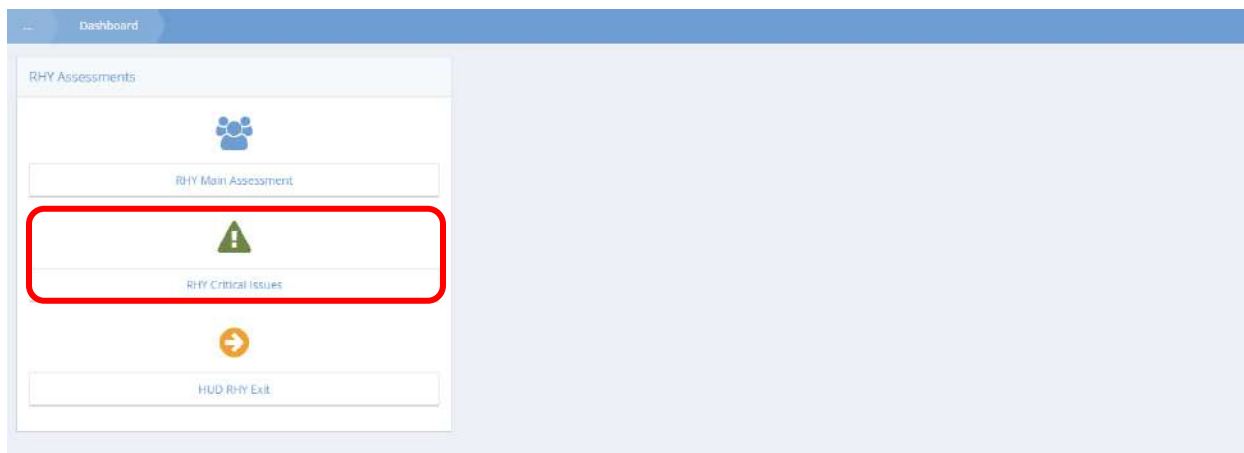 ... Dashboard
RHY Assessments
RHY Main Assessment
RHY Critical Issues
HUD RHY Exit